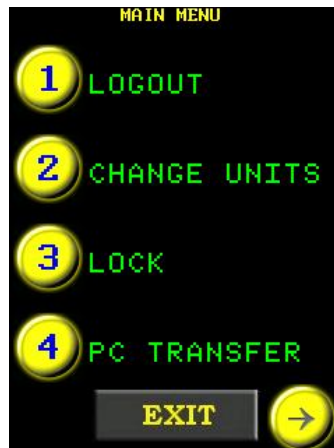 MAIN MENU
1 LOGOUT
2 CHANGE UNITS
3 LOCK
4 PC TRANSFER
EXIT →